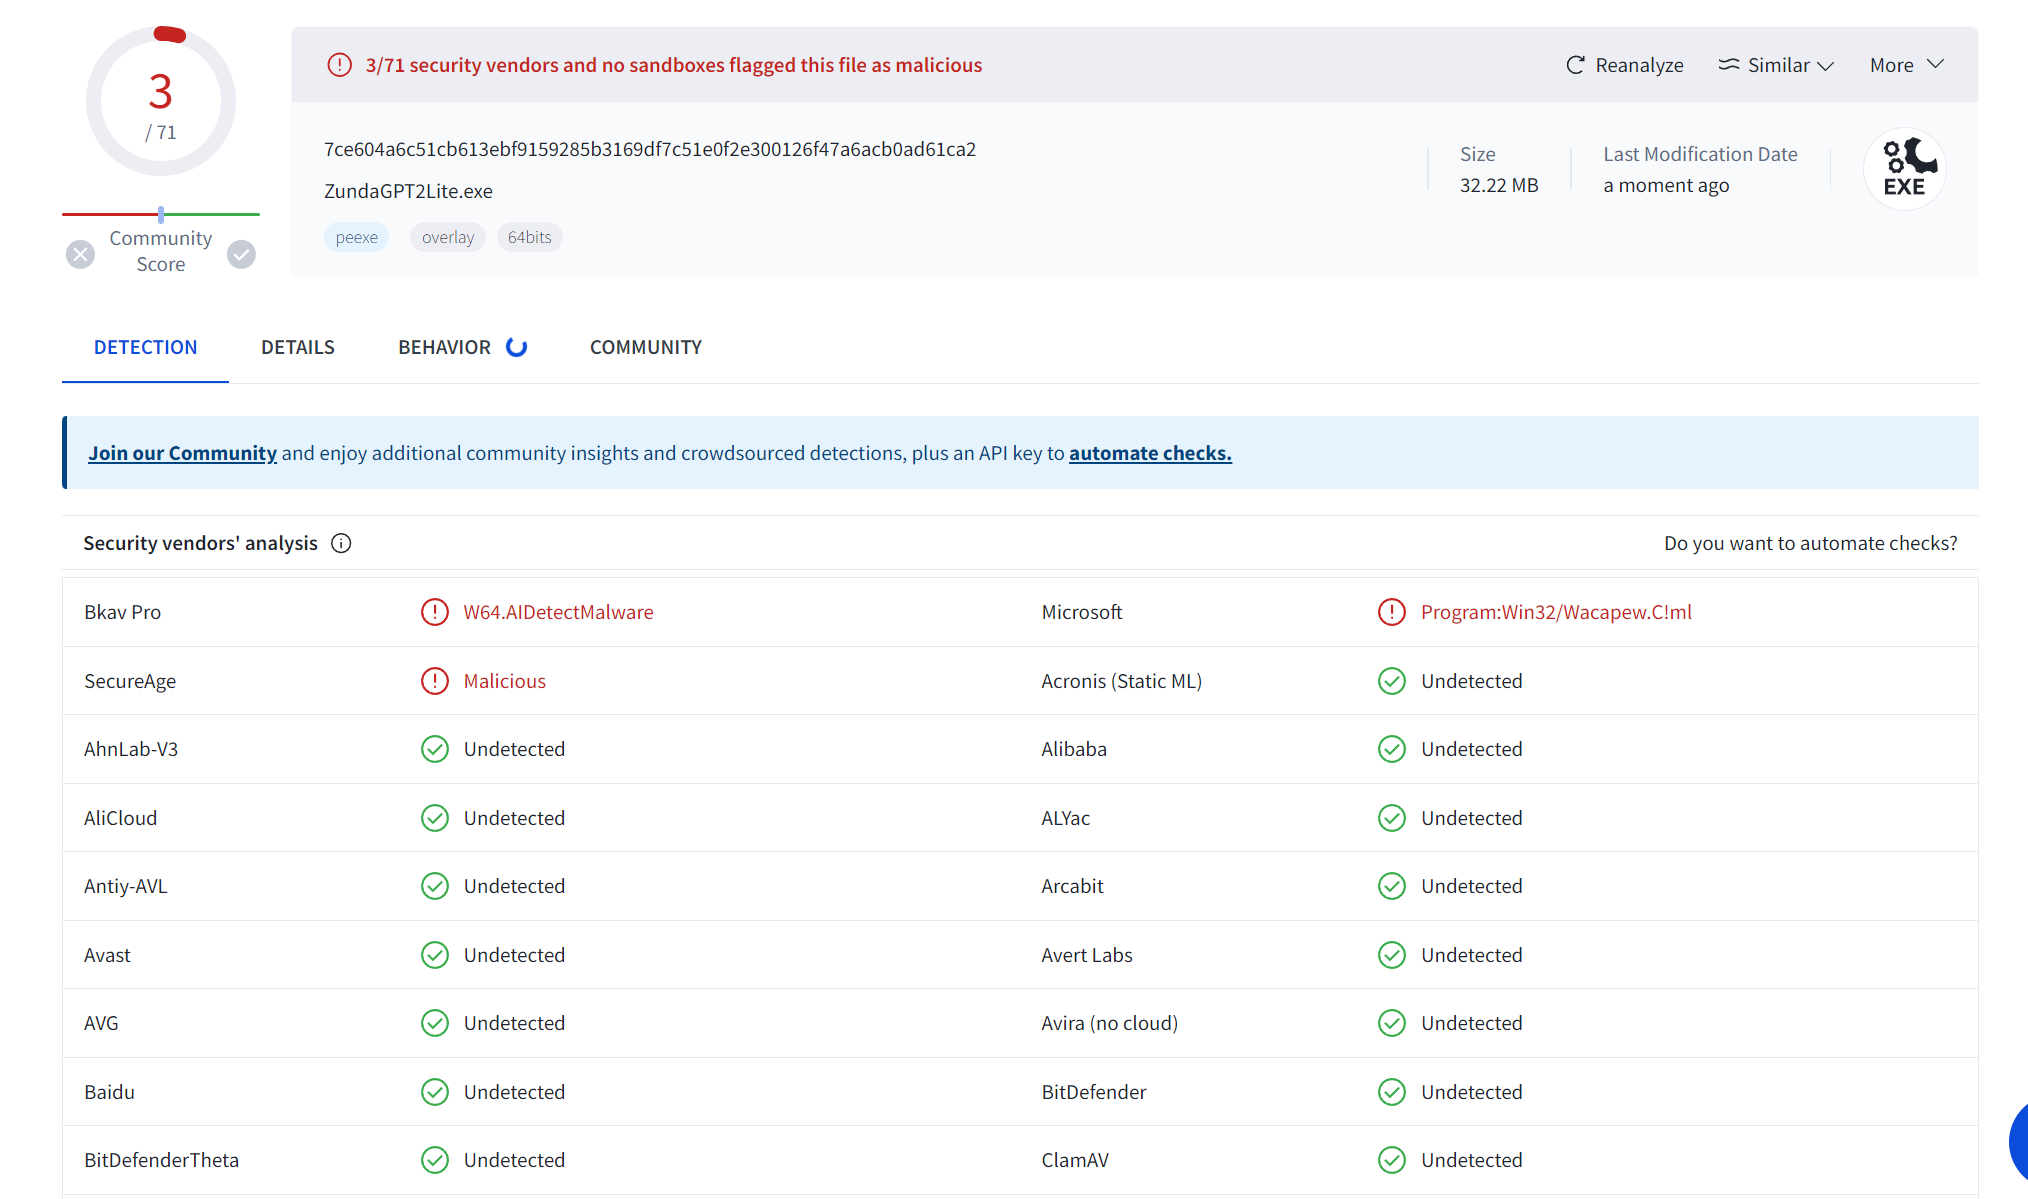 3
/ 71
Community
Score
3/71 security vendors and no sandboxes flagged this file as malicious
Reanalyze
Similar
More
7ce604a6c51cb613ebf9159285b3169df7c51e0f2e300126f47a6acb0ad61ca2
ZundaGPT2Lite.exe
peexe
overlay
64bits
Size
32.22 MB
Last Modification Date
a moment ago
EXE
DETECTION
DETAILS
BEHAVIOR
COMMUNITY
Join our Community and enjoy additional community insights and crowdsourced detections, plus an API key to automate checks.
Security vendors' analysis
Do you want to automate checks?
Bkav Pro
W64.AIDetectMalware
Microsoft
Program:Win32/Wacapew.C!ml
SecureAge
Malicious
Acronis (Static ML)
Undetected
AhnLab-V3
Undetected
Alibaba
Undetected
AliCloud
Undetected
ALYac
Undetected
Antiy-AVL
Undetected
Arcabit
Undetected
Avast
Undetected
Avert Labs
Undetected
AVG
Undetected
Avira (no cloud)
Undetected
Baidu
Undetected
BitDefender
Undetected
BitDefenderTheta
Undetected
ClamAV
Undetected